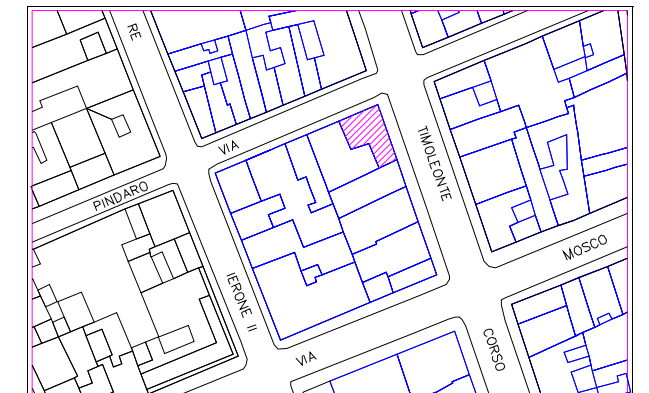 RE
VIA
TIMOLEONTE
PINDARO
MOSCO
IERONE II
VIA
CORSO